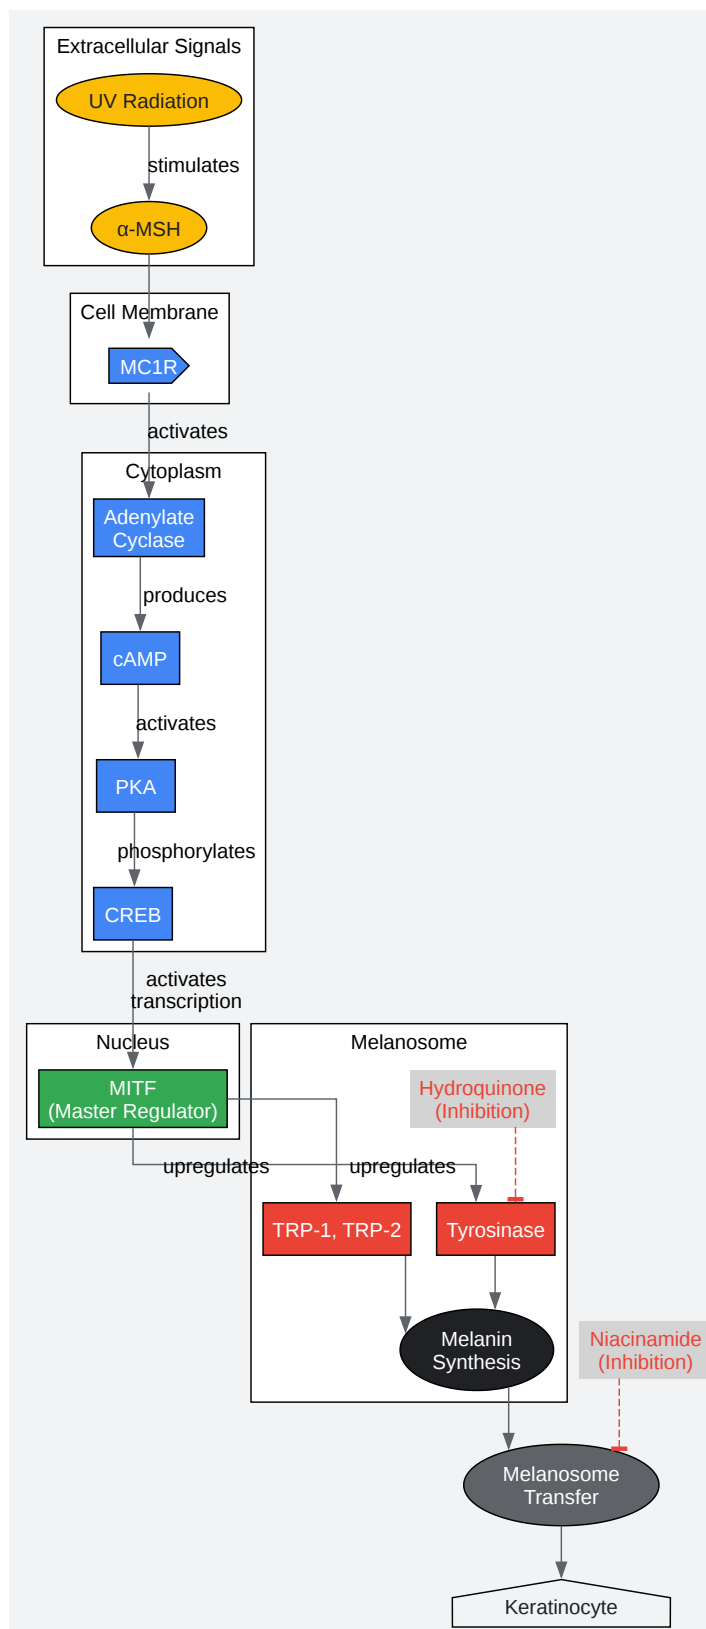 Extracellular Signals
UV Radiation
stimulates
α-MSH
Cell Membrane
MC1R
activates
Cytoplasm
Adenylate
Cyclase
produces
cAMP
activates
PKA
phosphorylates
CREB
activates
transcription
Nucleus
MITF
(Master Regulator)
Melanosome
Hydroquinone
(Inhibition)
upregulates
upregulates
TRP-1, TRP-2
Tyrosinase
Melanin
Synthesis
Niacinamide
(Inhibition)
Melanosome
Transfer
Keratinocyte